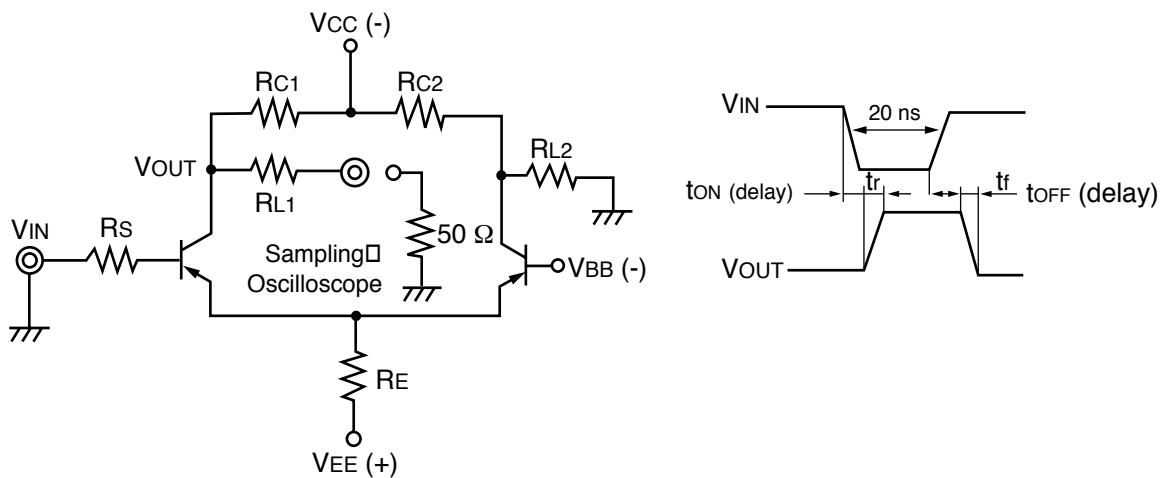 VCC (-)
RC1
RC2
VOUT
RL1
RL2
VIN
RS
50 Ω
Sampling□
Oscilloscope
VBB (-)
RE
VEE (+)
VIN
20 ns
tON (delay)
tr
tf
tOFF (delay)
VOUT